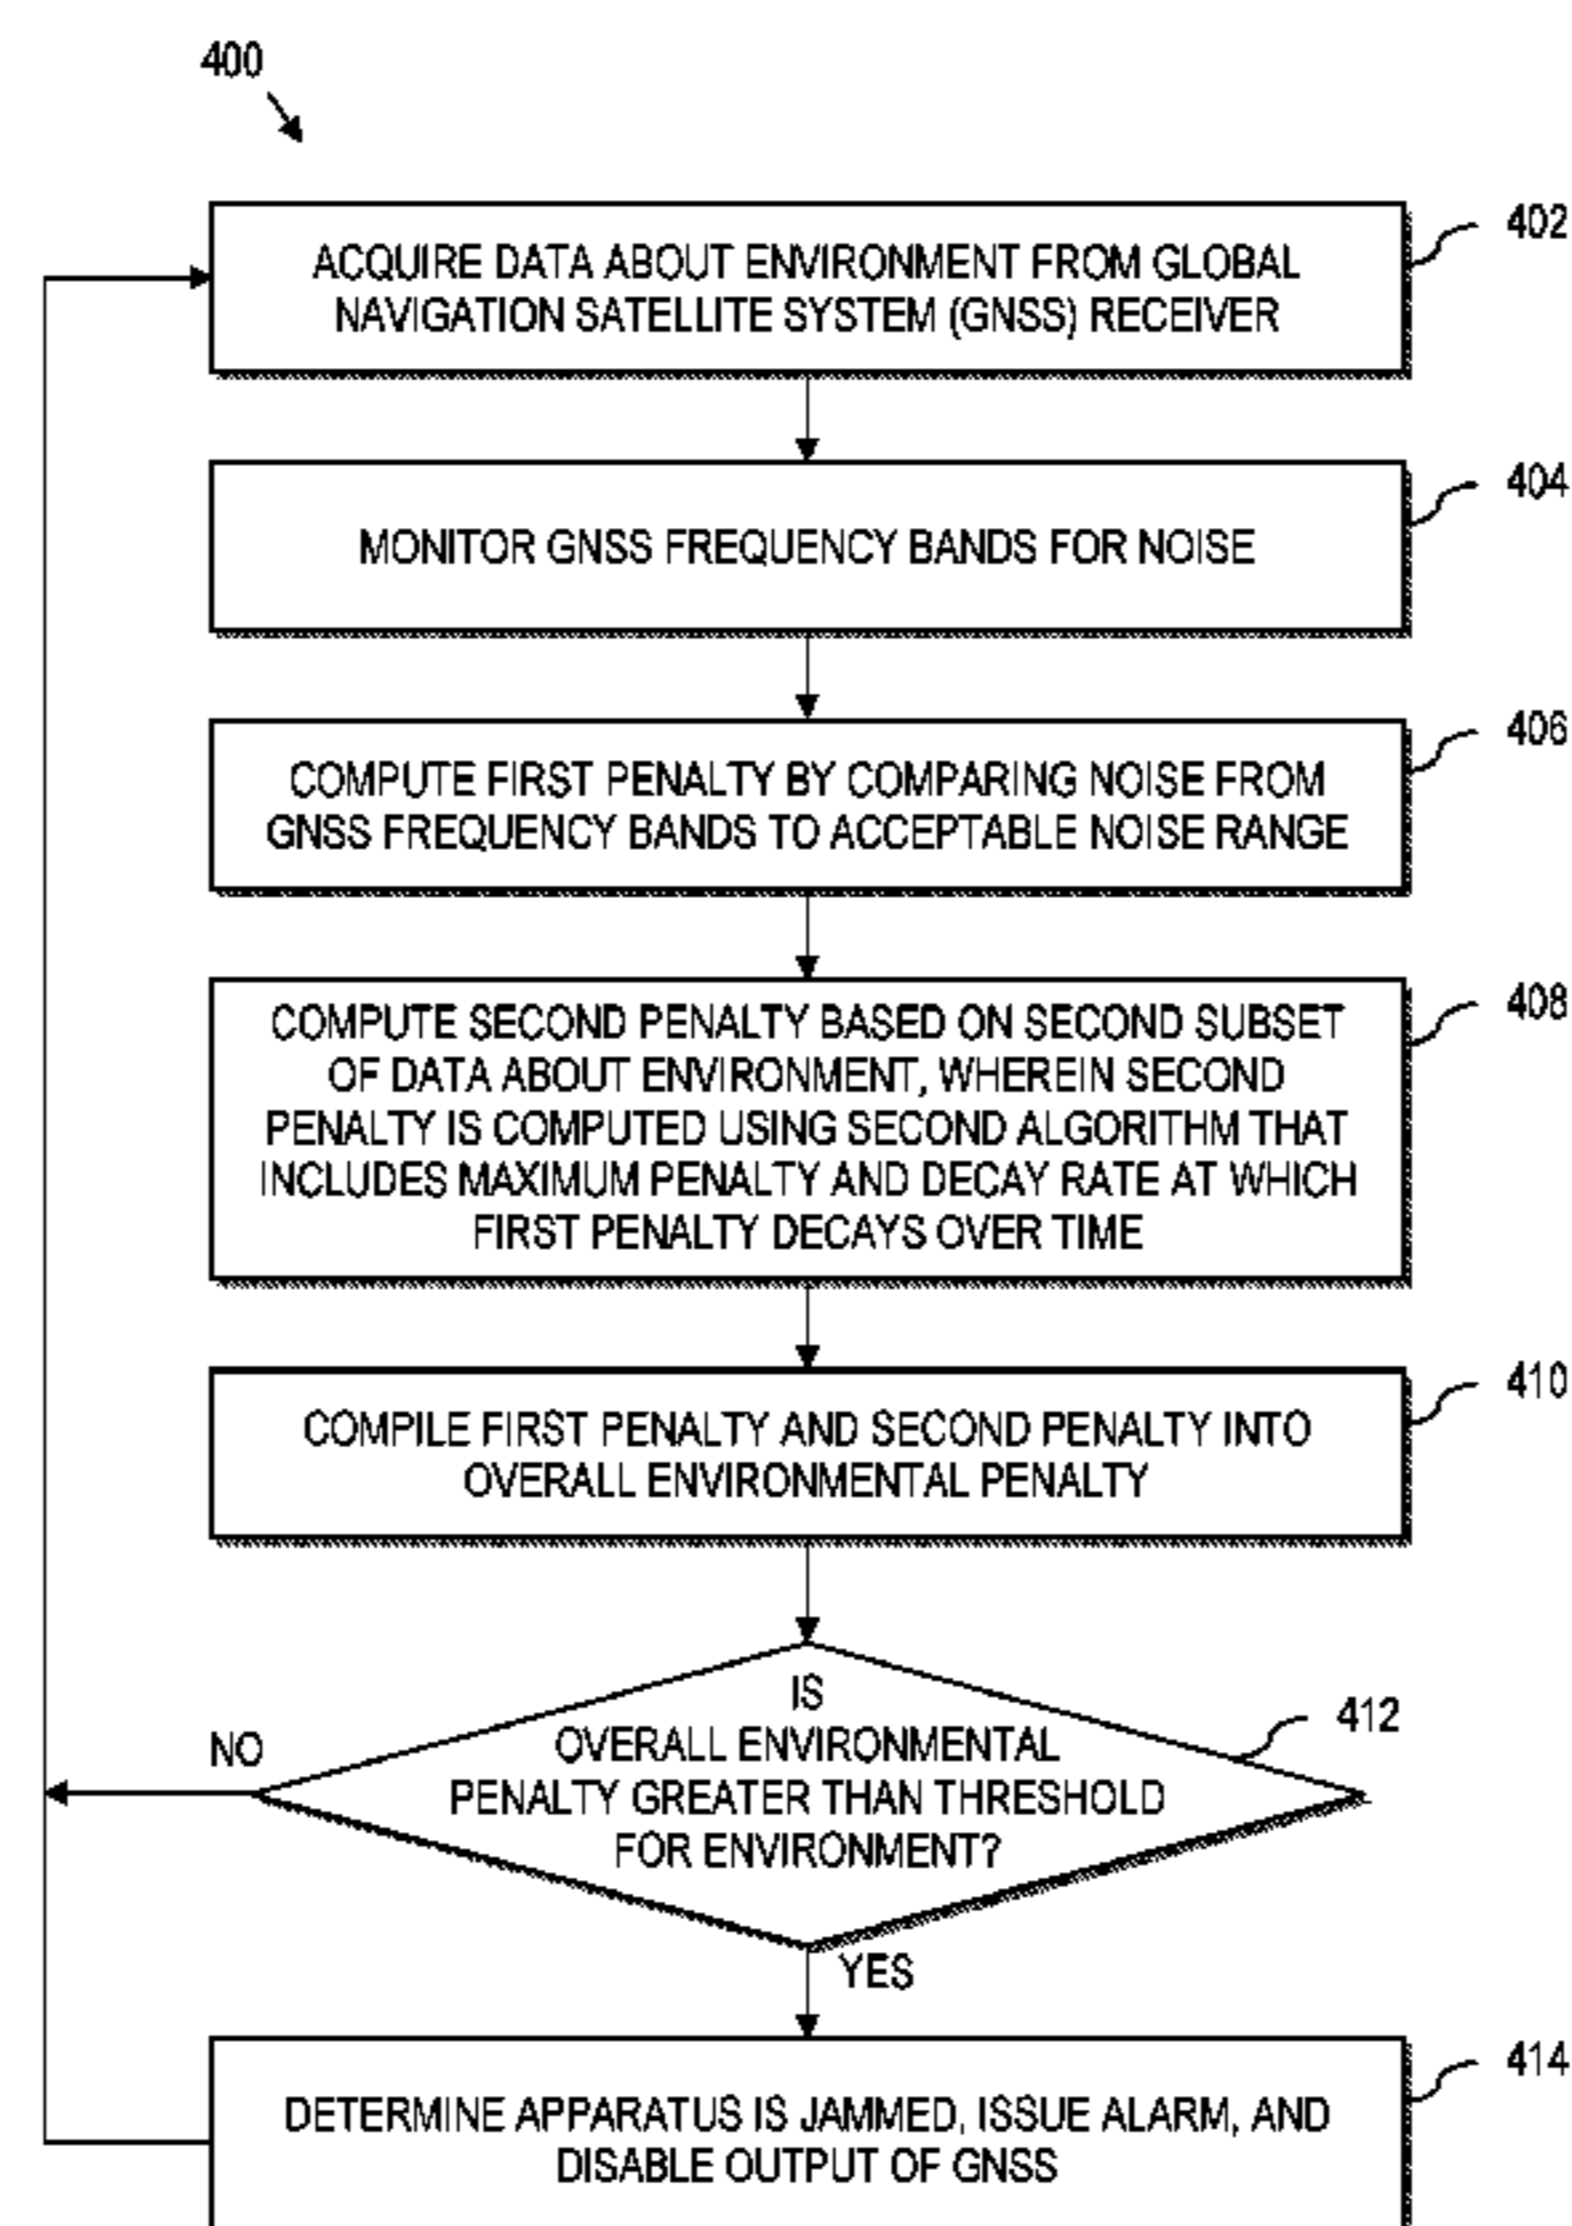 400
402
ACQUIRE DATA ABOUT ENVIRONMENT FROM GLOBAL
NAVIGATION SATELLITE SYSTEM (GNSS) RECEIVER
404
MONITOR GNSS FREQUENCY BANDS FOR NOISE
406
COMPUTE FIRST PENALTY BY COMPARING NOISE FROM
GNSS FREQUENCY BANDS TO ACCEPTABLE NOISE RANGE
408
COMPUTE SECOND PENALTY BASED ON SECOND SUBSET
OF DATA ABOUT ENVIRONMENT, WHEREIN SECOND
PENALTY IS COMPUTED USING SECOND ALGORITHM THAT
INCLUDES MAXIMUM PENALTY AND DECAY RATE AT WHICH
FIRST PENALTY DECAYS OVER TIME
410
COMPILE FIRST PENALTY AND SECOND PENALTY INTO
OVERALL ENVIRONMENTAL PENALTY
412
IS
OVERALL ENVIRONMENTAL
PENALTY GREATER THAN THRESHOLD
FOR ENVIRONMENT?
NO
YES
414
DETERMINE APPARATUS IS JAMMED, ISSUE ALARM, AND
DISABLE OUTPUT OF GNSS